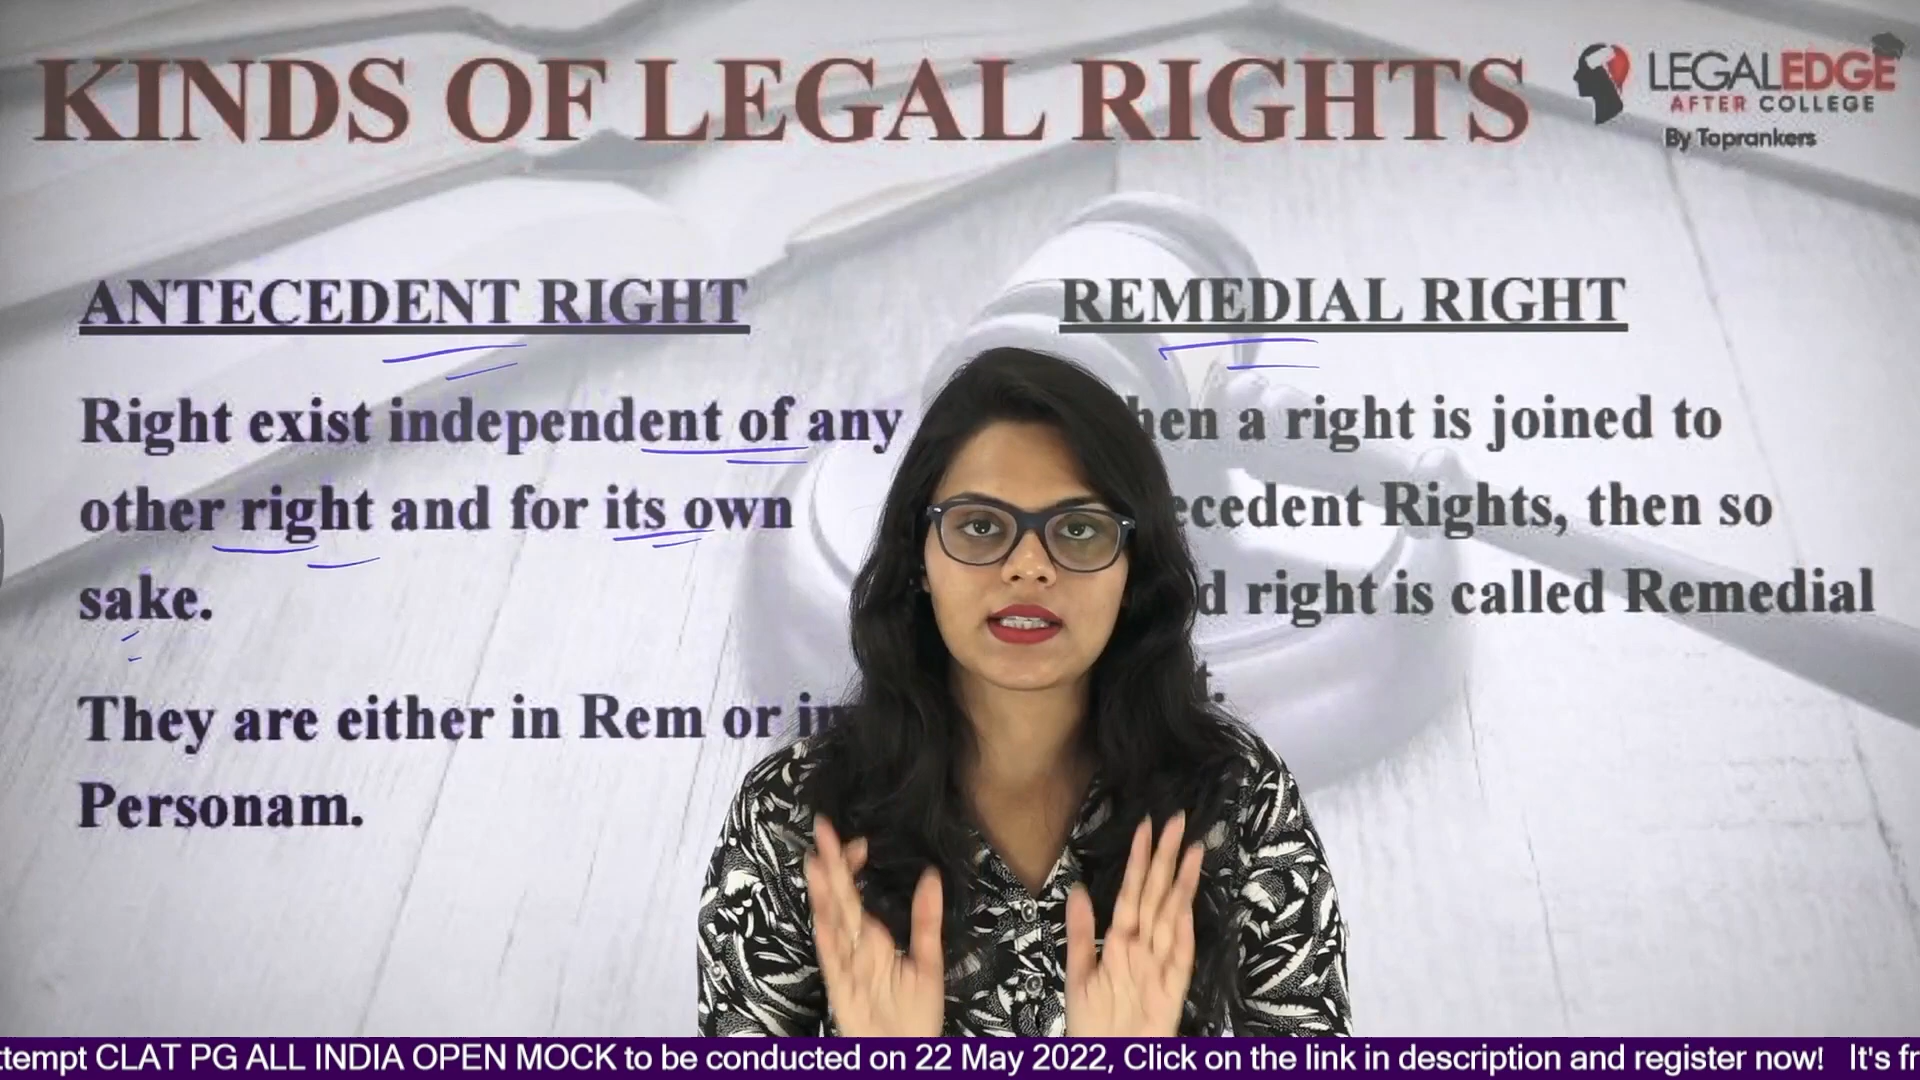 KINDS OF LEGAL RIGHTS
LEGALEDGE
AFTER COLLEGE
By Toprankers
ANTECEDENT RIGHT
Right exist independent of any
other right and for its own
sake.
They are either in Rem or in
Personam.
REMEDIAL RIGHT
a right is joined to
Rights, then so
right is called Remedial
CLAT PG ALL INDIA OPEN MOCK to be conducted on 22 May 2022, Click on the link in description and register now! It's